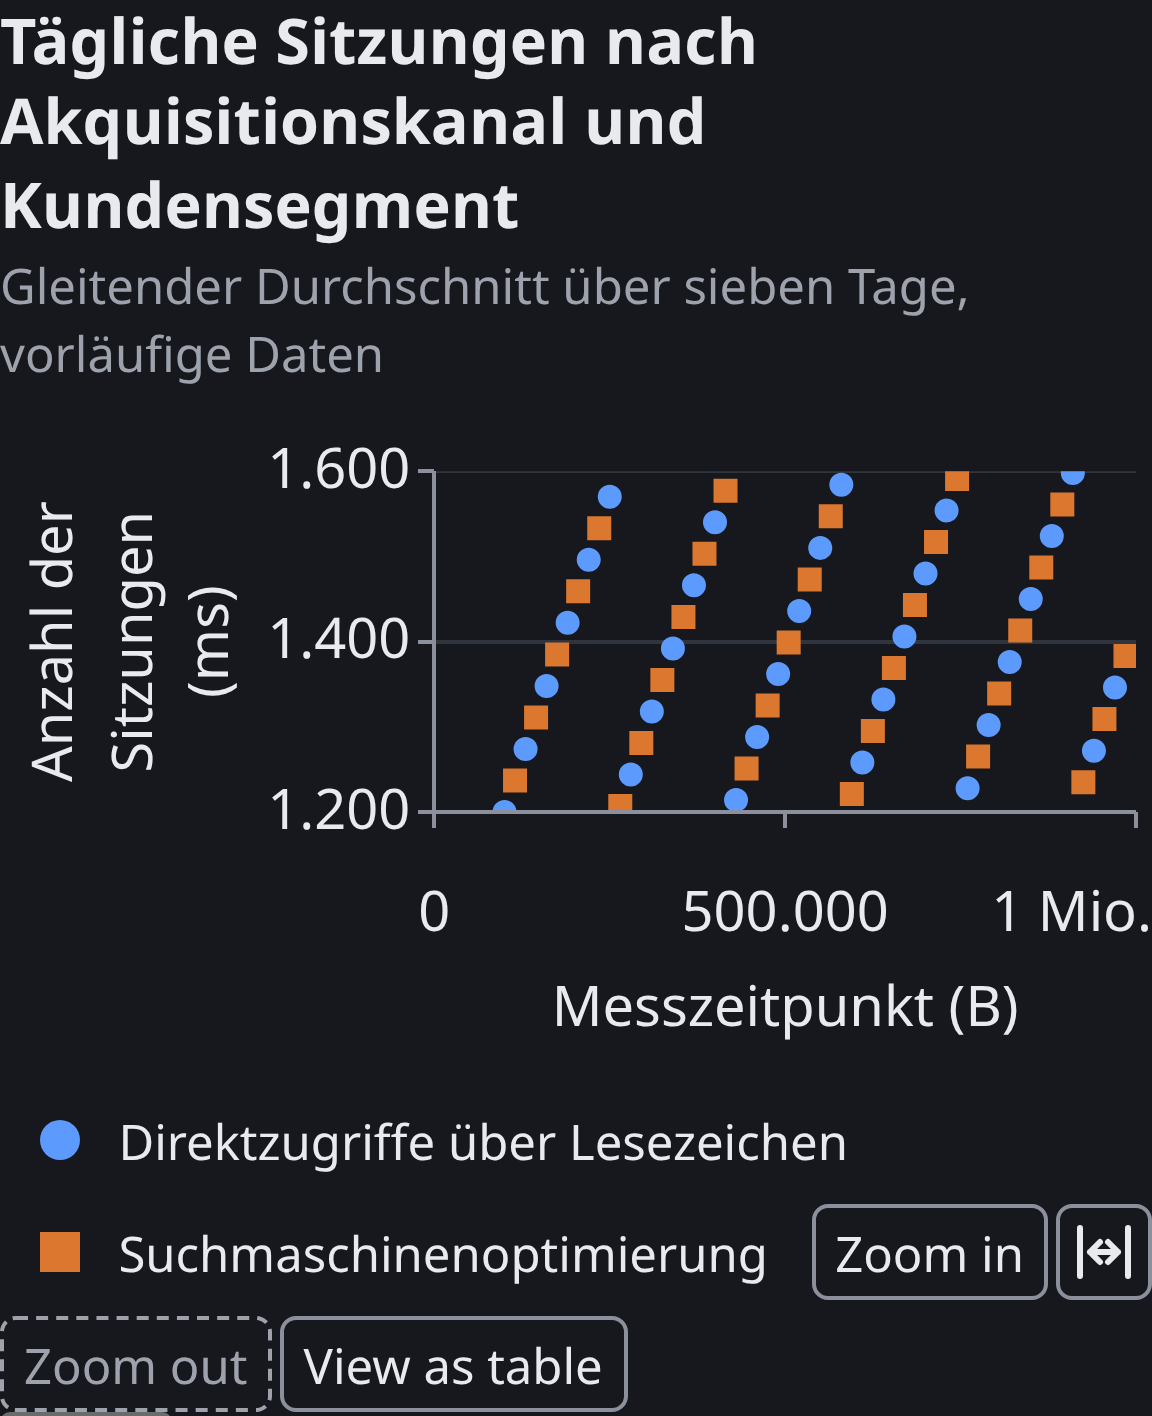 Tägliche Sitzungen nach
Akquisitionskanal und
Kundensegment
Gleitender Durchschnitt über sieben Tage,
vorläufige Daten
Anzahl der
Sitzungen
(ms)
1.600
1.400
1.200
0
500.000
1 Mio.
Messzeitpunkt (B)
Direktzugriffe über Lesezeichen
Suchmaschinenoptimierung
Zoom in
Zoom out
View as table